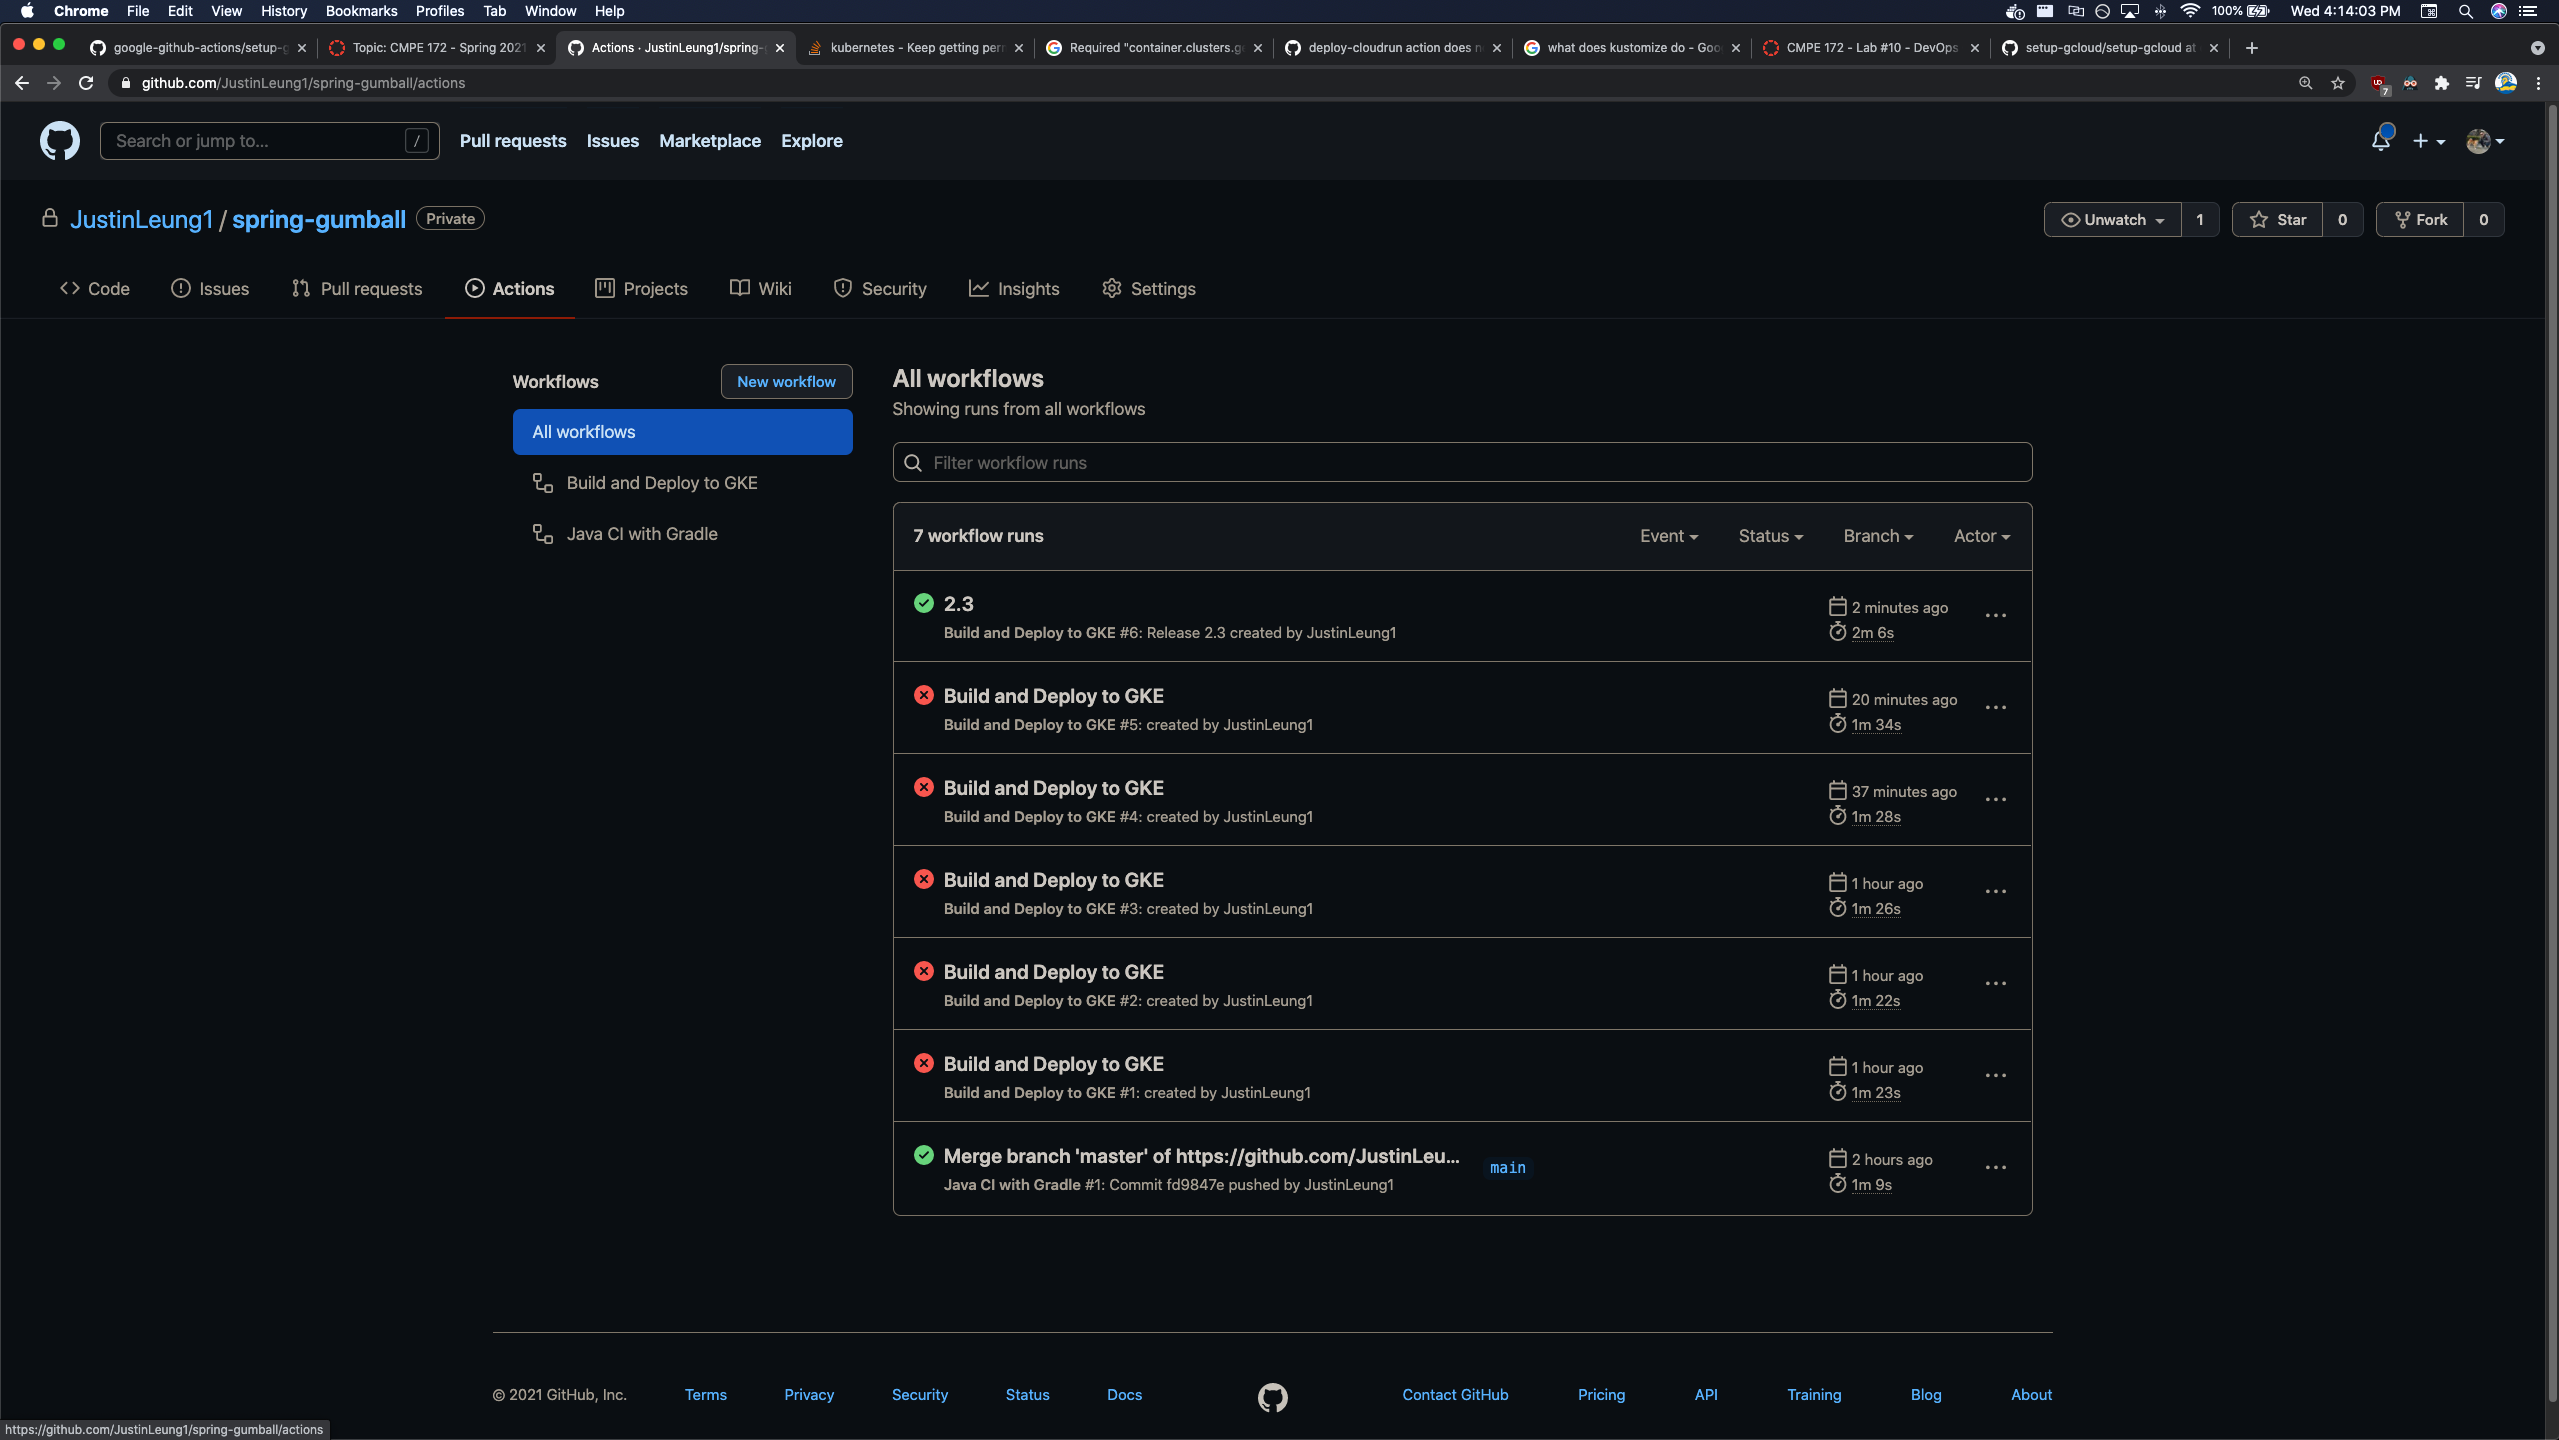 Chrome File Edit View History Bookmarks Profiles Tab Window Help 100% Wed 4:14:03 PM
google-github-actions/setup-g Topic: CMPE 172 - Spring 2021 Actions · JustinLeung1/spring- kubernetes - Keep getting per Required "container.clusters.ge deploy-cloudrun action does n what does kustomize do - Goo CMPE 172 - Lab #10 - DevOps setup-gcloud/setup-gcloud at
github.com/JustinLeung1/spring-gumball/actions 7
Search or jump to... / Pull requests Issues Marketplace Explore
JustinLeung1 / spring-gumball Private Unwatch 1 Star 0 Fork 0
Code Issues Pull requests Actions Projects Wiki Security Insights Settings
Workflows New workflow
All workflows
Build and Deploy to GKE
Java CI with Gradle
All workflows
Showing runs from all workflows
Filter workflow runs
7 workflow runs Event Status Branch Actor
2.3 2 minutes ago
Build and Deploy to GKE #6: Release 2.3 created by JustinLeung1 2m 6s
Build and Deploy to GKE 20 minutes ago
Build and Deploy to GKE #5: created by JustinLeung1 1m 34s
Build and Deploy to GKE 37 minutes ago
Build and Deploy to GKE #4: created by JustinLeung1 1m 28s
Build and Deploy to GKE 1 hour ago
Build and Deploy to GKE #3: created by JustinLeung1 1m 26s
Build and Deploy to GKE 1 hour ago
Build and Deploy to GKE #2: created by JustinLeung1 1m 22s
Build and Deploy to GKE 1 hour ago
Build and Deploy to GKE #1: created by JustinLeung1 1m 23s
Merge branch 'master' of https://github.com/JustinLeu... main 2 hours ago
Java CI with Gradle #1: Commit fd9847e pushed by JustinLeung1 1m 9s
© 2021 GitHub, Inc. Terms Privacy Security Status Docs Contact GitHub Pricing API Training Blog About
https://github.com/JustinLeung1/spring-gumball/actions